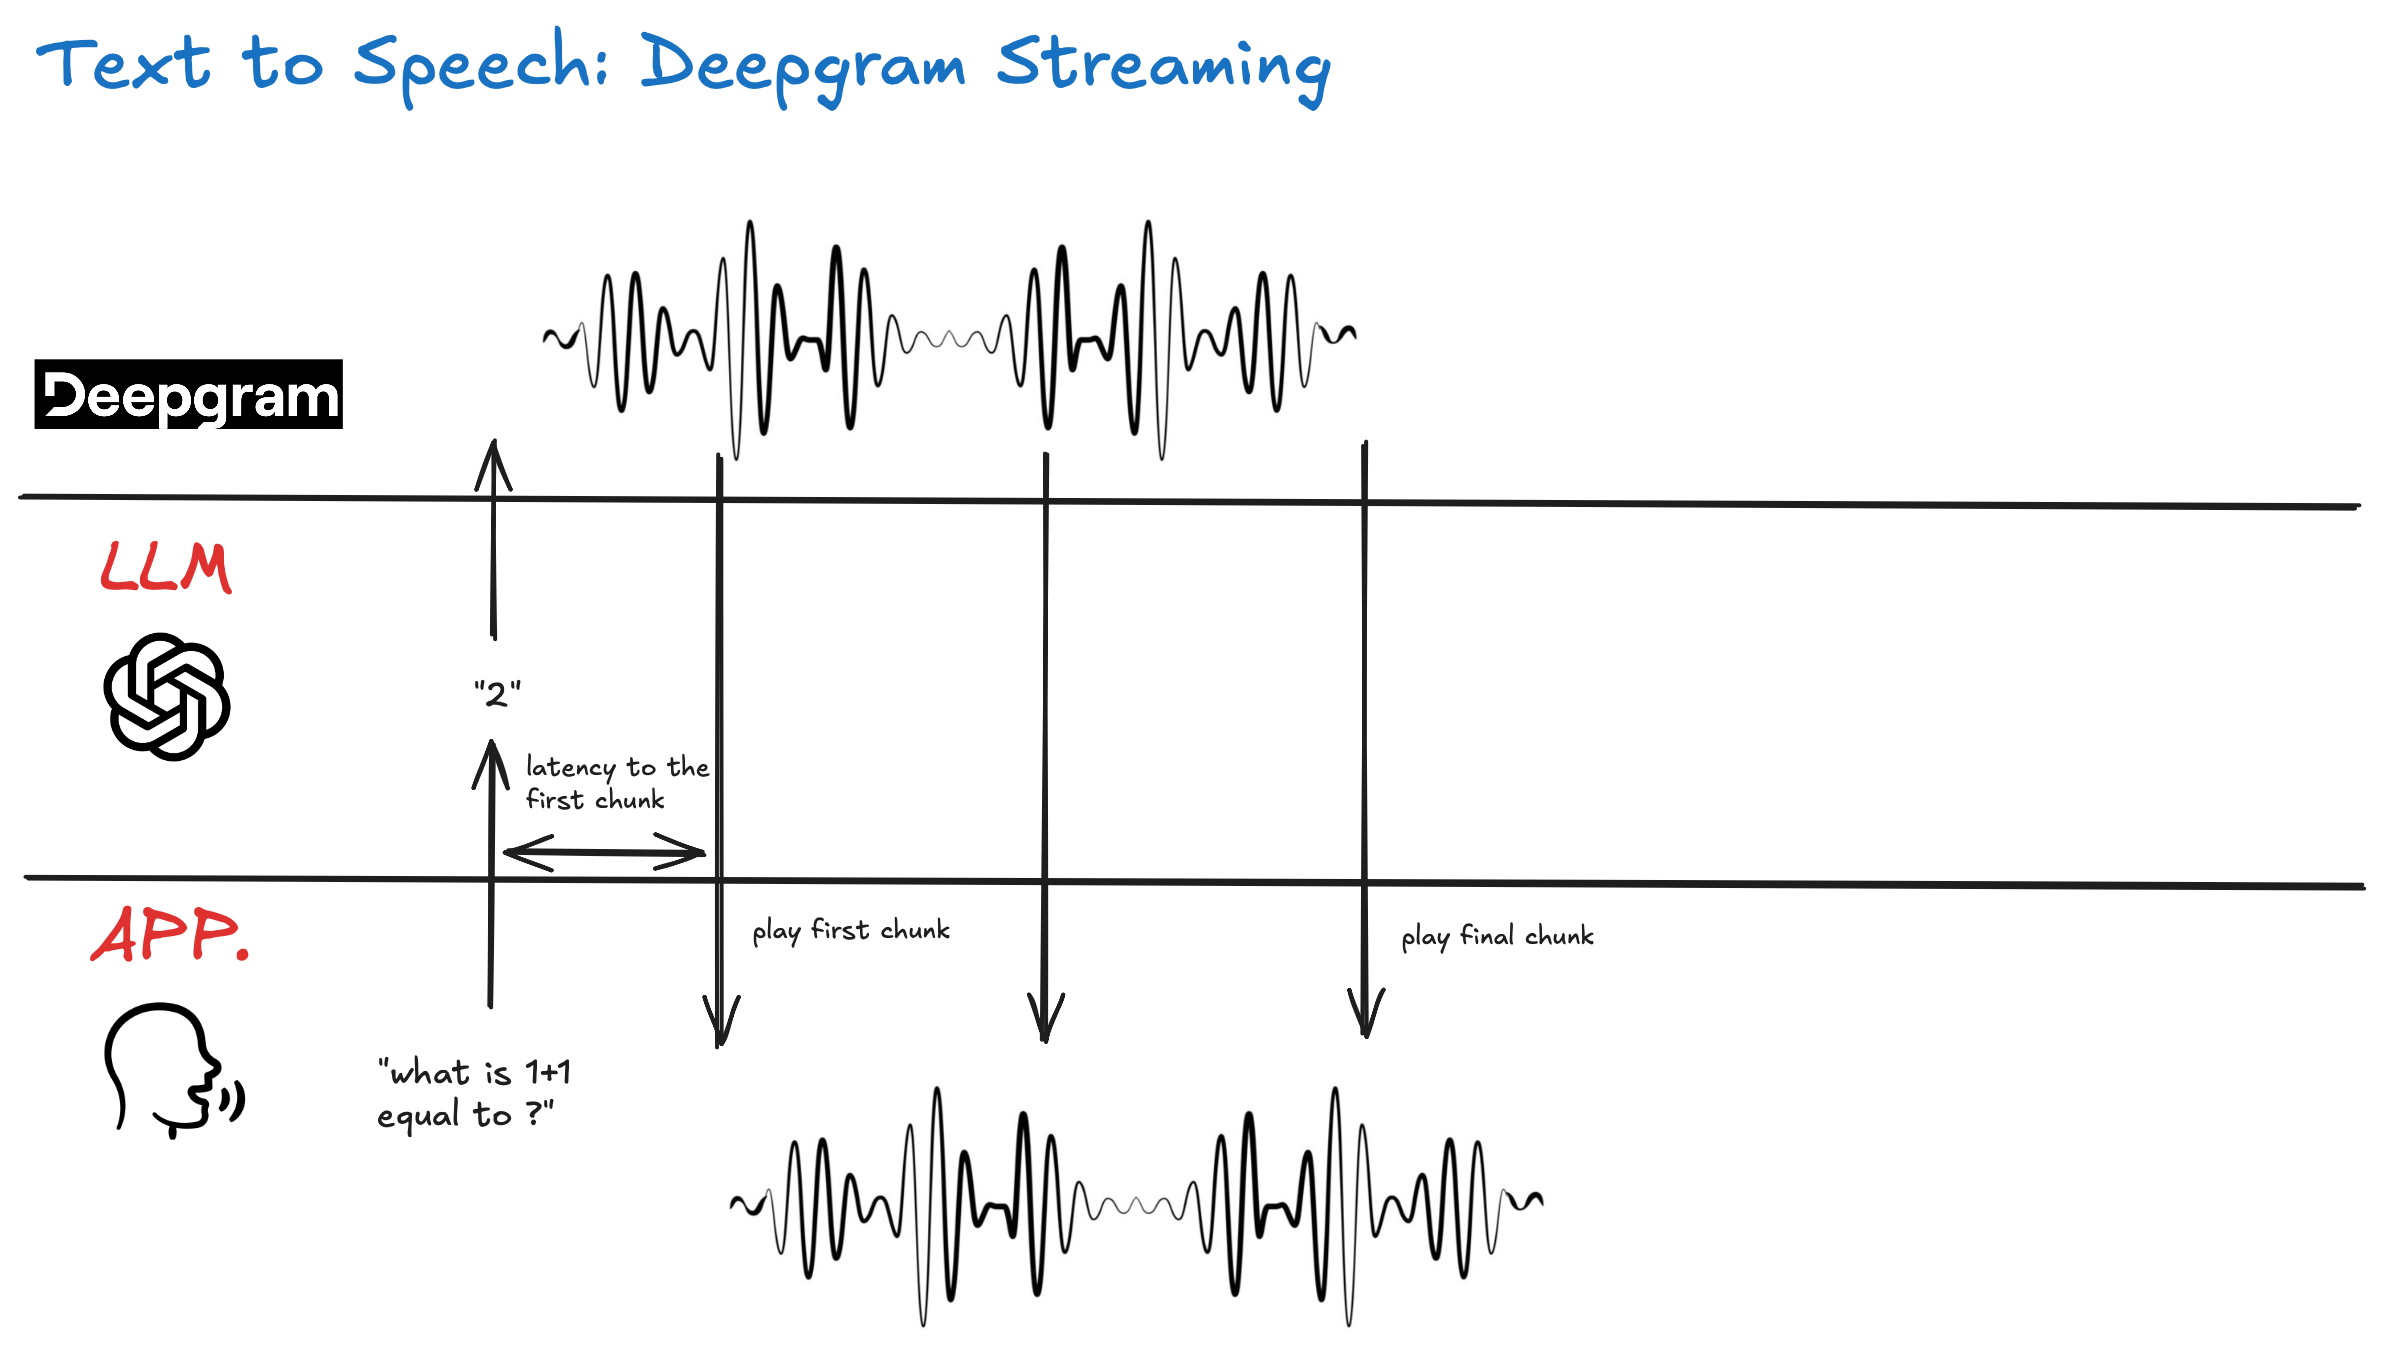 Text to Speech: Deepgram Streaming
Deepgram
LLM
"2"
latency to the
first chunk
APP.
play first chunk
play final chunk
"what is 1+1
equal to ?"